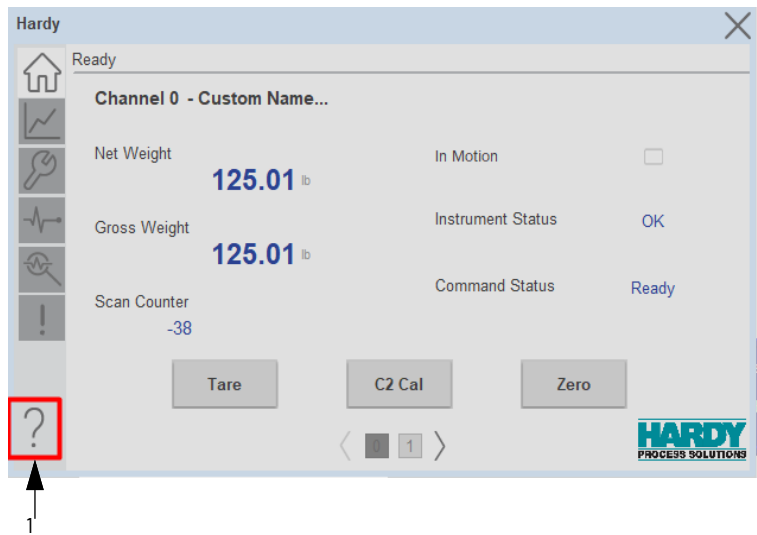 Hardy
Ready
Channel 0 - Custom Name...
Net Weight
125.01 lb
In Motion
Gross Weight
125.01 lb
Instrument Status
OK
Command Status
Ready
Scan Counter
-38
Tare
C2 Cal
Zero
?
0 1
HARDY
PROCESS SOLUTIONS
1